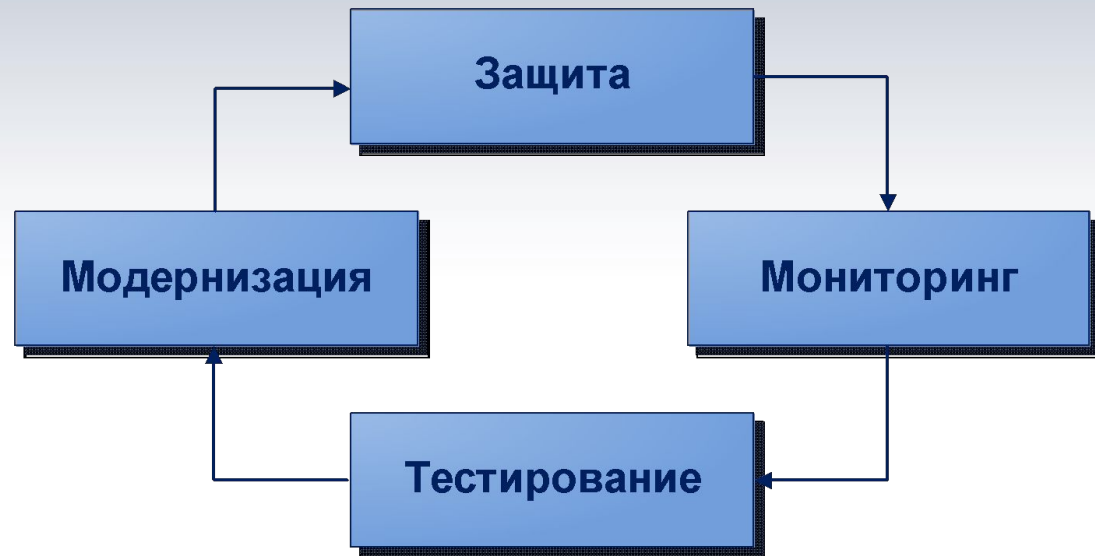 Защита
Модернизация
Мониторинг
Тестирование